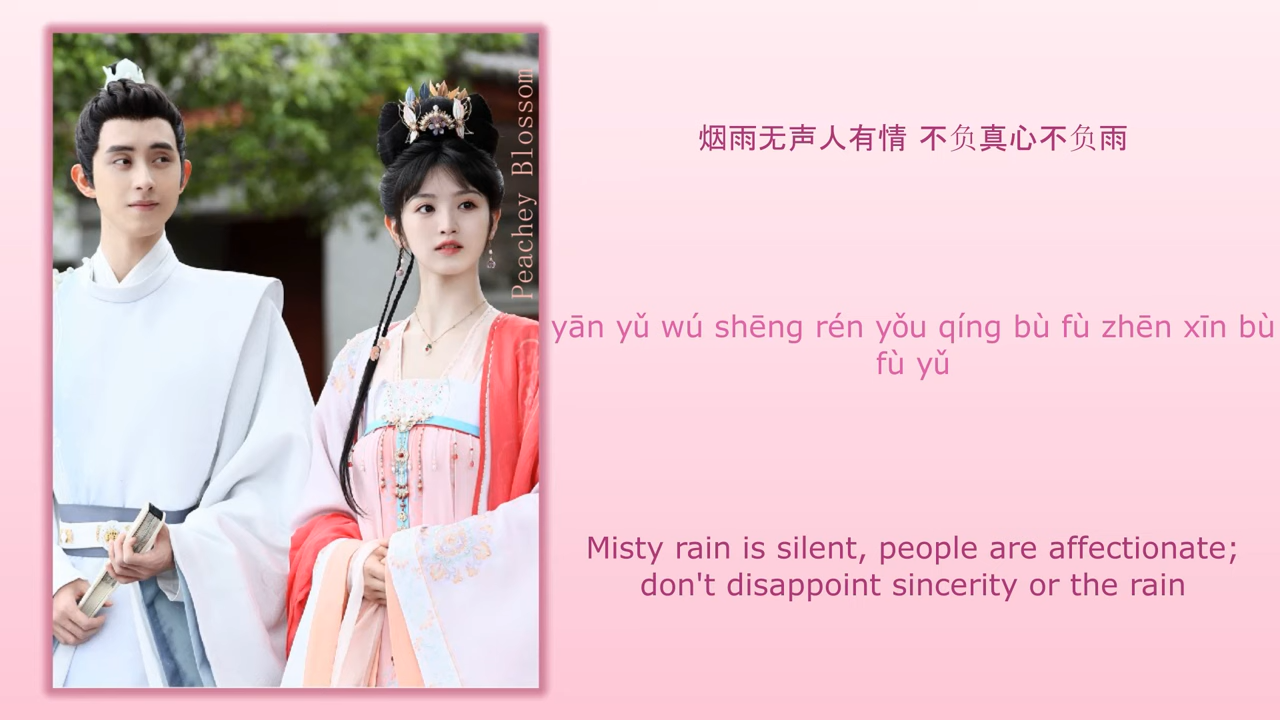 Peachey Blossom
烟雨无声人有情 不负真心不负雨
yān yǔ wú shēng rén yǒu qíng bù fù zhēn xīn bù
fù yǔ
Misty rain is silent, people are affectionate;
don't disappoint sincerity or the rain